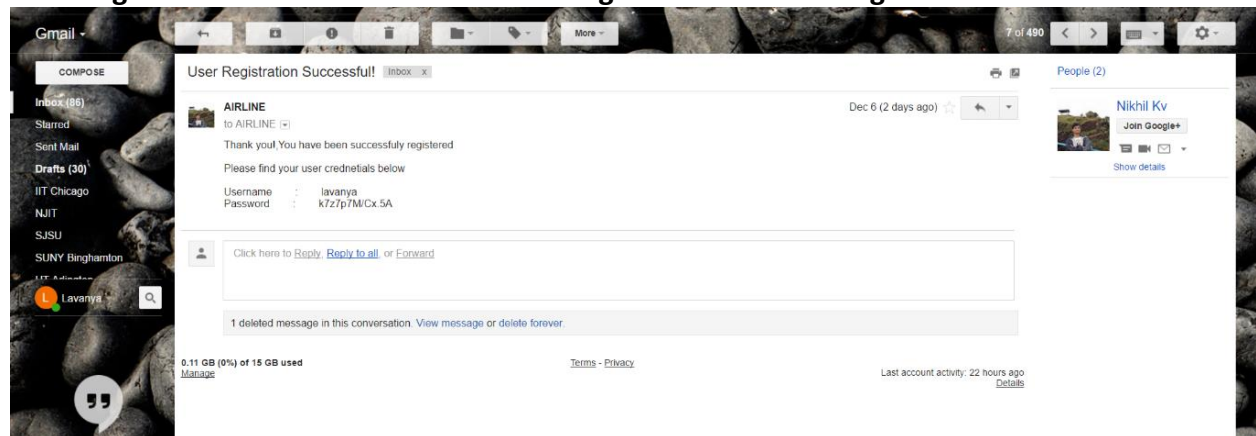 Gmail
More
7 of 490
COMPOSE
Inbox (86)
Starred
Sent Mail
Drafts (30)
IIT Chicago
NJIT
SJSU
SUNY Binghamton
Lavanya
User Registration Successful! Inbox x
AIRLINE
Dec 6 (2 days ago)
to AIRLINE
Thank you!,You have been successfuly registered
Please find your user crednetials below
Username : lavanya
Password : k7z7p7M/Cx.5A
Click here to Reply, Reply to all, or Forward
1 deleted message in this conversation. View message or delete forever.
0.11 GB (0%) of 15 GB used
Manage
Terms - Privacy
Last account activity: 22 hours ago
Details
People (2)
Nikhil Kv
Join Google+
Show details